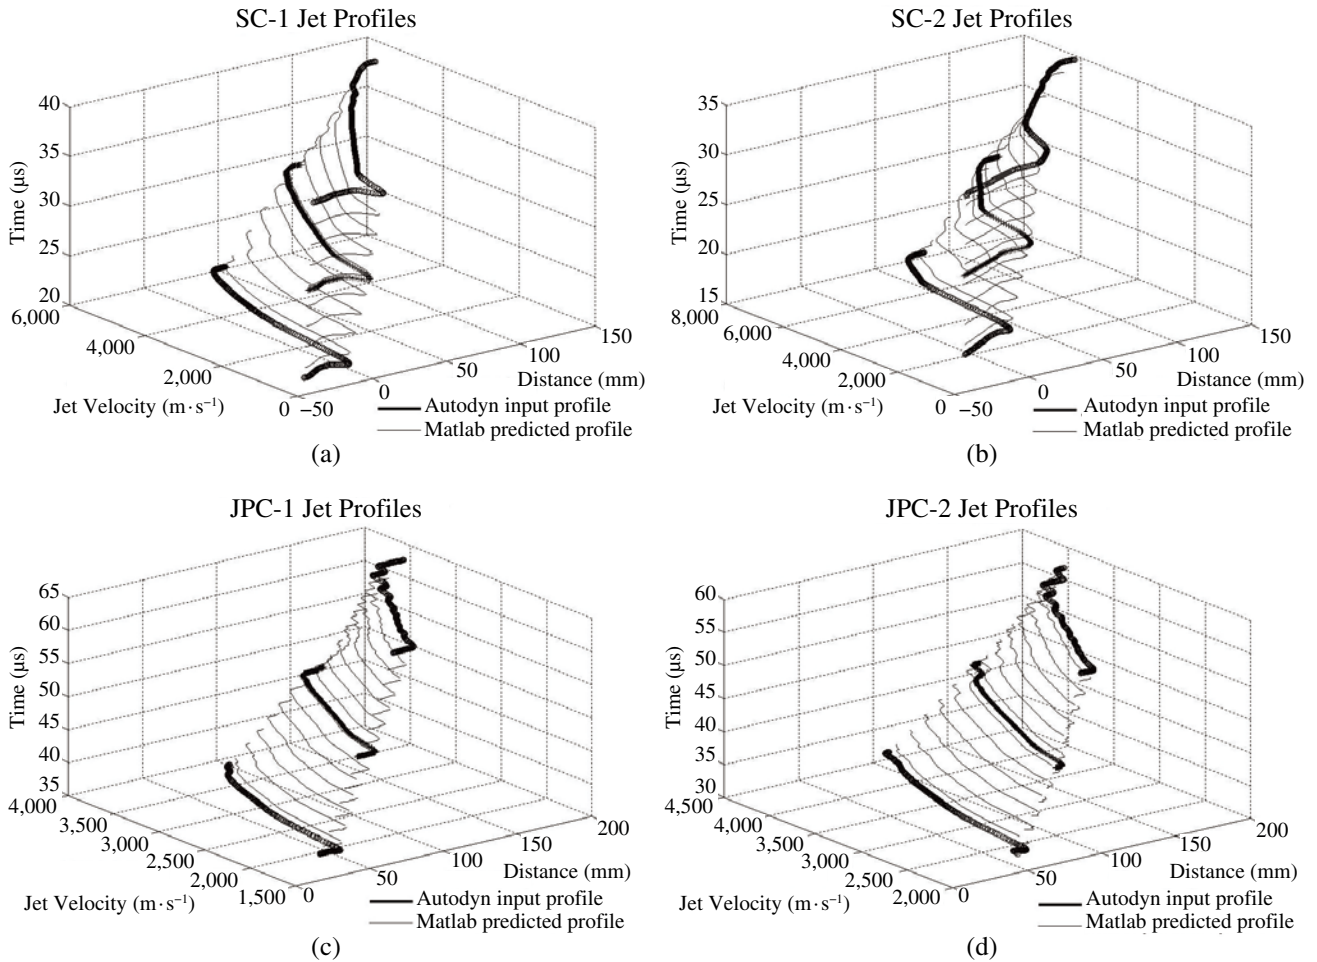 SC-1 Jet Profiles
40
35
30
25
20
Time (μs)
6,000
4,000
2,000
0
Jet Velocity (m·s⁻¹)
−50
0
50
100
150
Distance (mm)
Autodyn input profile
Matlab predicted profile
(a)
SC-2 Jet Profiles
35
30
25
20
15
Time (μs)
8,000
6,000
4,000
2,000
0
Jet Velocity (m·s⁻¹)
−50
0
50
100
150
Distance (mm)
Autodyn input profile
Matlab predicted profile
(b)
JPC-1 Jet Profiles
65
60
55
50
45
40
35
Time (μs)
4,000
3,500
3,000
2,500
2,000
1,500
Jet Velocity (m·s⁻¹)
0
50
100
150
200
Distance (mm)
Autodyn input profile
Matlab predicted profile
(c)
JPC-2 Jet Profiles
60
55
50
45
40
35
30
Time (μs)
4,500
4,000
3,500
3,000
2,500
2,000
Jet Velocity (m·s⁻¹)
0
50
100
150
200
Distance (mm)
Autodyn input profile
Matlab predicted profile
(d)